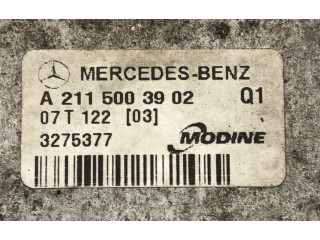 MERCEDES-BENZ
A 211 500 39 02 Q1
07 T 122 [03]
3275377
MODINE